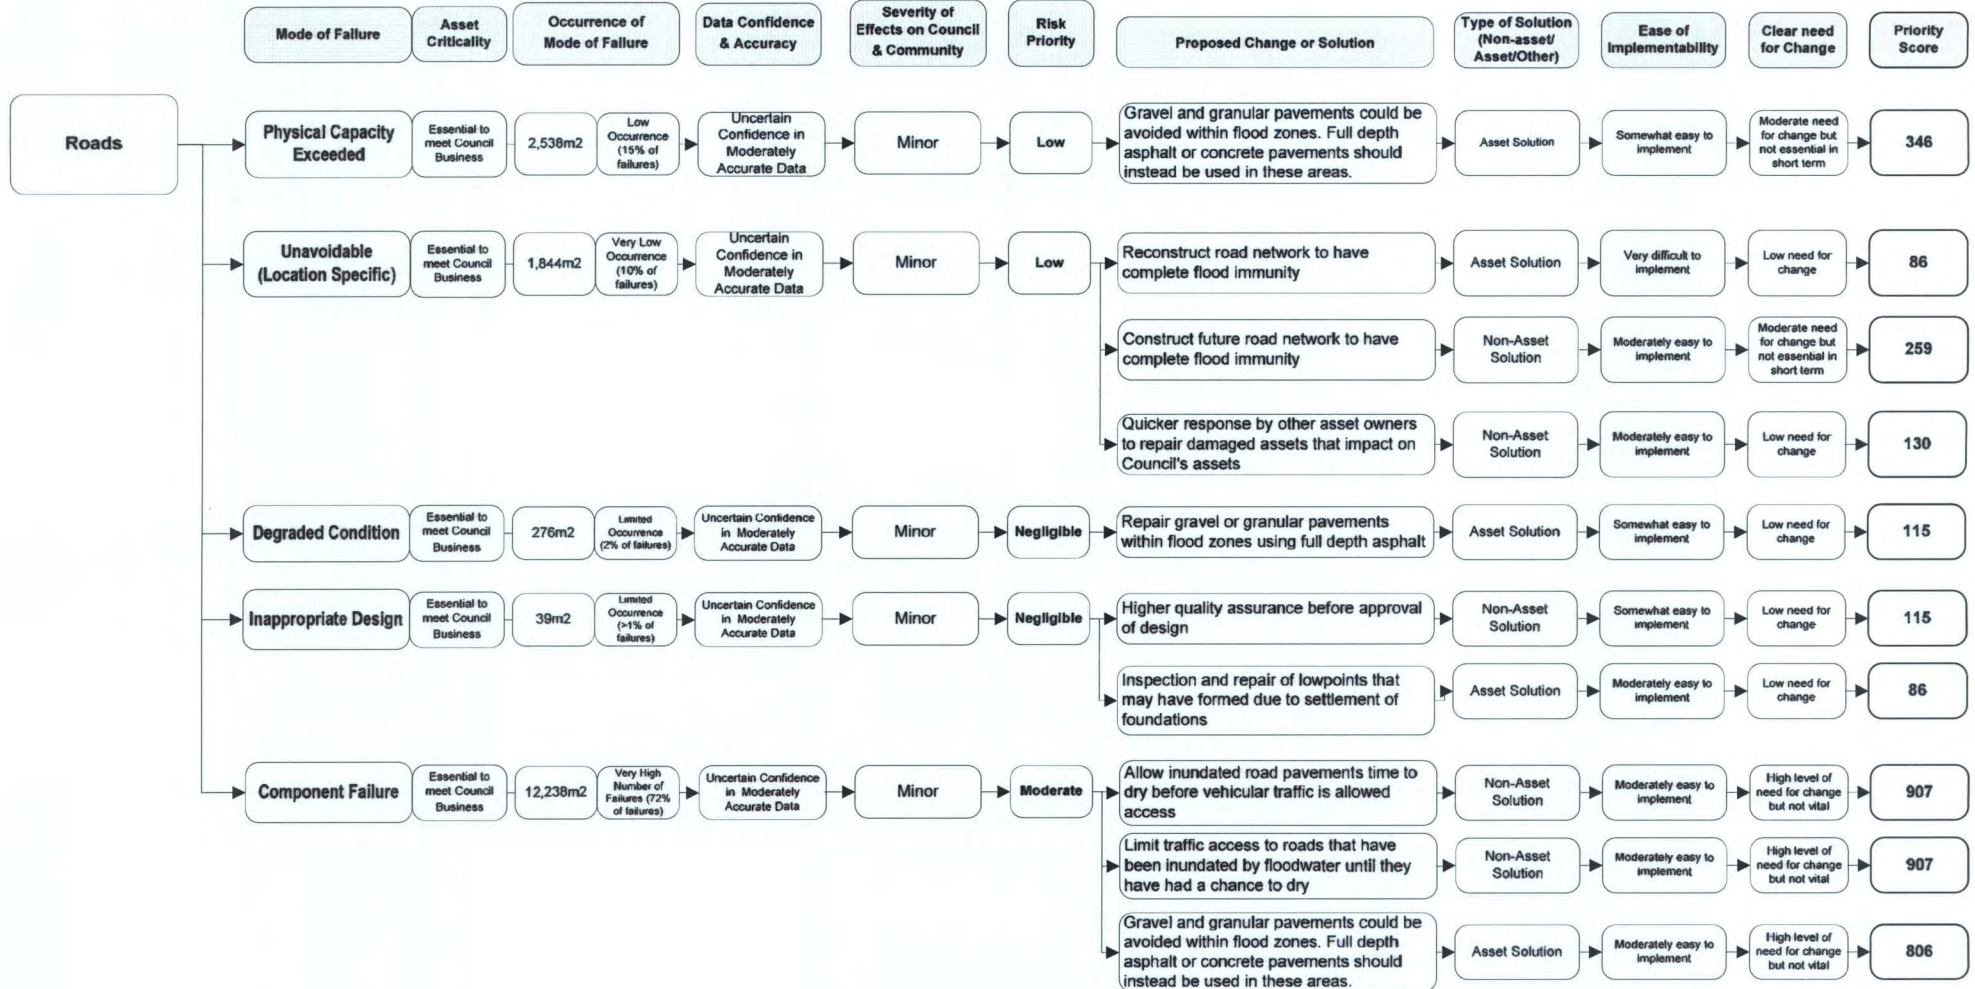 Mode of Failure
Asset
Criticality
Occurrence of
Mode of Failure
Data Confidence
& Accuracy
Severity of
Effects on Council
& Community
Risk
Priority
Proposed Change or Solution
Type of Solution
(Non-asset/
Asset/Other)
Ease of
Implementability
Clear need
for Change
Priority
Score
Roads
Physical Capacity
Exceeded
Essential to
meet Council
Business
2,538m2
Low
Occurrence
(15% of
failures)
Uncertain
Confidence in
Moderately
Accurate Data
Minor
Low
Gravel and granular pavements could be
avoided within flood zones. Full depth
asphalt or concrete pavements should
instead be used in these areas.
Asset Solution
Somewhat easy to
implement
Moderate need
for change but
not essential in
short term
346
Unavoidable
(Location Specific)
Essential to
meet Council
Business
1,844m2
Very Low
Occurrence
(10% of
failures)
Uncertain
Confidence in
Moderately
Accurate Data
Minor
Low
Reconstruct road network to have
complete flood immunity
Asset Solution
Very difficult to
implement
Low need for
change
86
Construct future road network to have
complete flood immunity
Non-Asset
Solution
Moderately easy to
implement
Moderate need
for change but
not essential in
short term
259
Quicker response by other asset owners
to repair damaged assets that impact on
Council's assets
Non-Asset
Solution
Moderately easy to
implement
Low need for
change
130
Degraded Condition
Essential to
meet Council
Business
276m2
Limited
Occurrence
(2% of failures)
Uncertain Confidence
in Moderately
Accurate Data
Minor
Negligible
Repair gravel or granular pavements
within flood zones using full depth asphalt
Asset Solution
Somewhat easy to
implement
Low need for
change
115
Inappropriate Design
Essential to
meet Council
Business
39m2
Limited
Occurrence
(>1% of
failures)
Uncertain Confidence
in Moderately
Accurate Data
Minor
Negligible
Higher quality assurance before approval
of design
Non-Asset
Solution
Somewhat easy to
implement
Low need for
change
115
Inspection and repair of lowpoints that
may have formed due to settlement of
foundations
Asset Solution
Moderately easy to
implement
Low need for
change
86
Component Failure
Essential to
meet Council
Business
12,238m2
Very High
Number of
Failures (72%
of failures)
Uncertain Confidence
in Moderately
Accurate Data
Minor
Moderate
Allow inundated road pavements time to
dry before vehicular traffic is allowed
access
Non-Asset
Solution
Moderately easy to
implement
High level of
need for change
but not vital
907
Limit traffic access to roads that have
been inundated by floodwater until they
have had a chance to dry
Non-Asset
Solution
Moderately easy to
implement
High level of
need for change
but not vital
907
Gravel and granular pavements could be
avoided within flood zones. Full depth
asphalt or concrete pavements should
instead be used in these areas.
Asset Solution
Moderately easy to
implement
High level of
need for change
but not vital
806